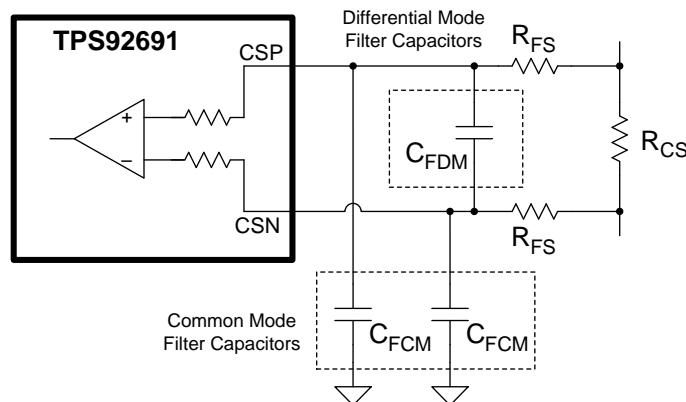 TPS92691
Differential Mode
Filter Capacitors
CSP
CSN
+
−
R_FS
R_CS
C_FDM
R_FS
Common Mode
Filter Capacitors
C_FCM
C_FCM